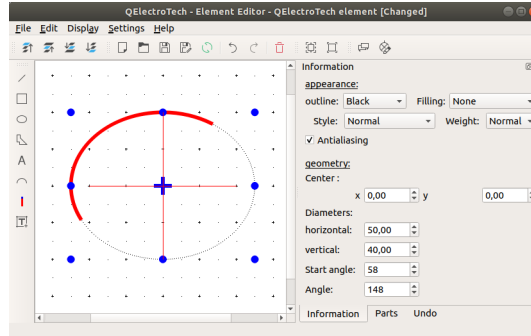 QElectroTech - Element Editor - QElectroTech element [Changed]
File Edit Display Settings Help
Information
appearance:
outline: Black Filling: None
Style: Normal Weight: Normal
Antialiasing
geometry:
Center :
x 0,00 y 0,00
Diameters:
horizontal: 50,00
vertical: 40,00
Start angle: 58
Angle: 148
Information Parts Undo
A
T